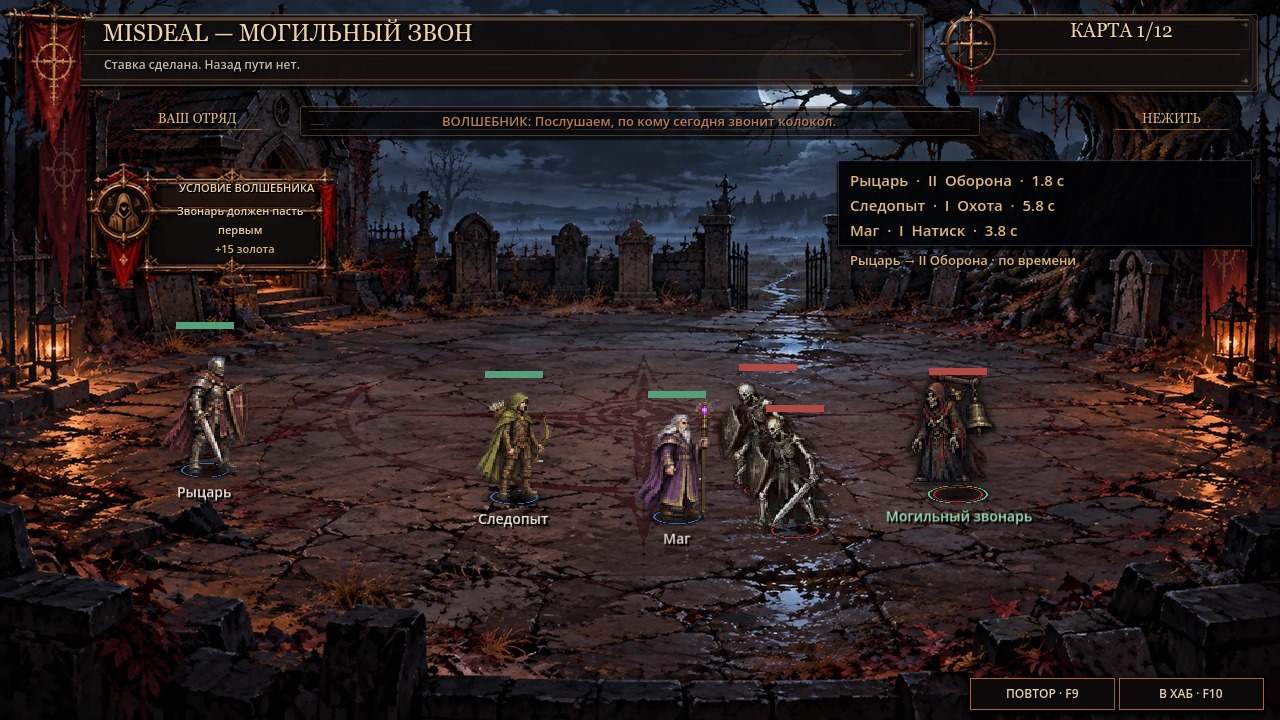 MISDEAL — МОГИЛЬНЫЙ ЗВОН
Ставка сделана. Назад пути нет.
КАРТА 1/12
ВАШ ОТРЯД
ВОЛШЕБНИК: Послушаем, по кому сегодня звонит колокол.
НЕЖИТЬ
УСЛОВИЕ ВОЛШЕБНИКА
Звонарь должен пасть
первым
+15 золота
Рыцарь · II Оборона · 1.8 с
Следопыт · I Охота · 5.8 с
Маг · I Натиск · 3.8 с
Рыцарь → II Оборона · по времени
Рыцарь
Следопыт
Маг
Могильный звонарь
ПОВТОР · F9
В ХАБ · F10